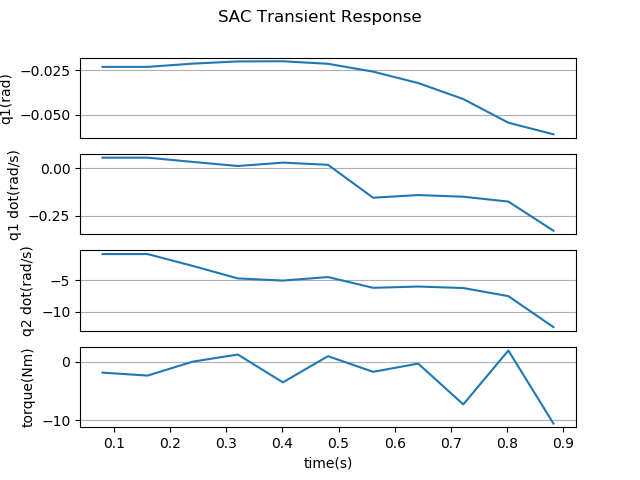 SAC Transient Response
q1(rad)
−0.025
−0.050
q1 dot(rad/s)
0.00
−0.25
q2 dot(rad/s)
−5
−10
torque(Nm)
0
−10
0.1 0.2 0.3 0.4 0.5 0.6 0.7 0.8 0.9
time(s)